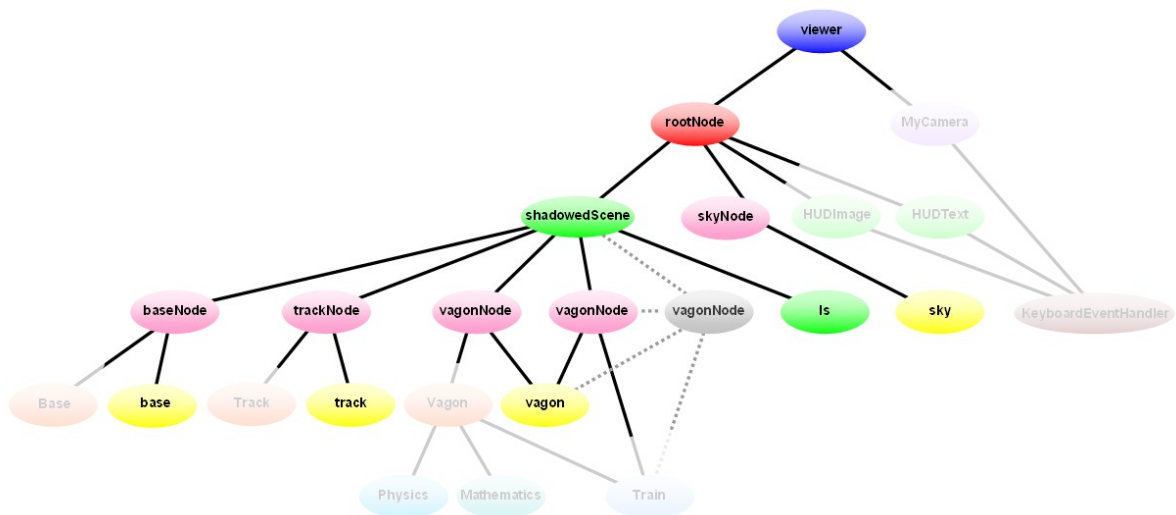 viewer
rootNode
MyCamera
shadowedScene
skyNode
HUDImage
HUDText
baseNode
trackNode
vagonNode
vagonNode
vagonNode
ls
sky
KeyboardEventHandler
Base
base
Track
track
Vagon
vagon
Physics
Mathematics
Train